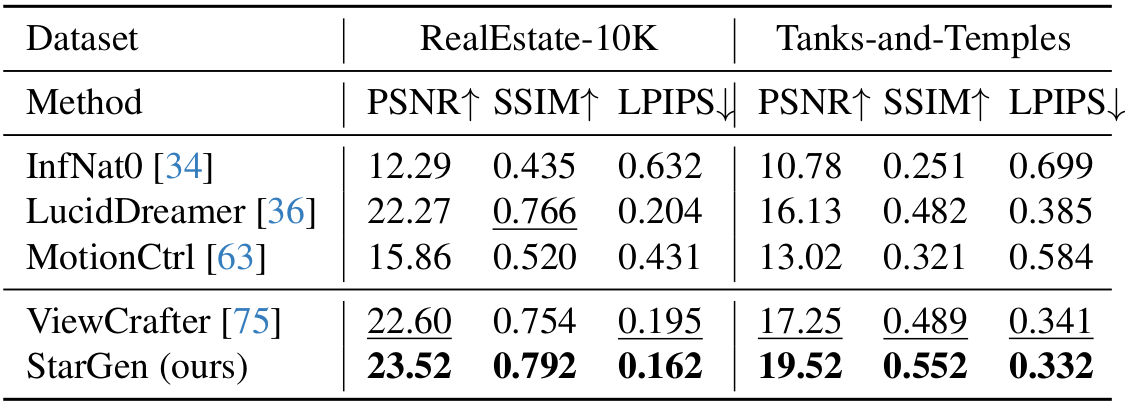 Dataset RealEstate-10K Tanks-and-Temples
Method PSNR↑ SSIM↑ LPIPS↓ PSNR↑ SSIM↑ LPIPS↓
InfNat0 [34] 12.29 0.435 0.632 10.78 0.251 0.699
LucidDreamer [36] 22.27 0.766 0.204 16.13 0.482 0.385
MotionCtrl [63] 15.86 0.520 0.431 13.02 0.321 0.584
ViewCrafter [75] 22.60 0.754 0.195 17.25 0.489 0.341
StarGen (ours) 23.52 0.792 0.162 19.52 0.552 0.332